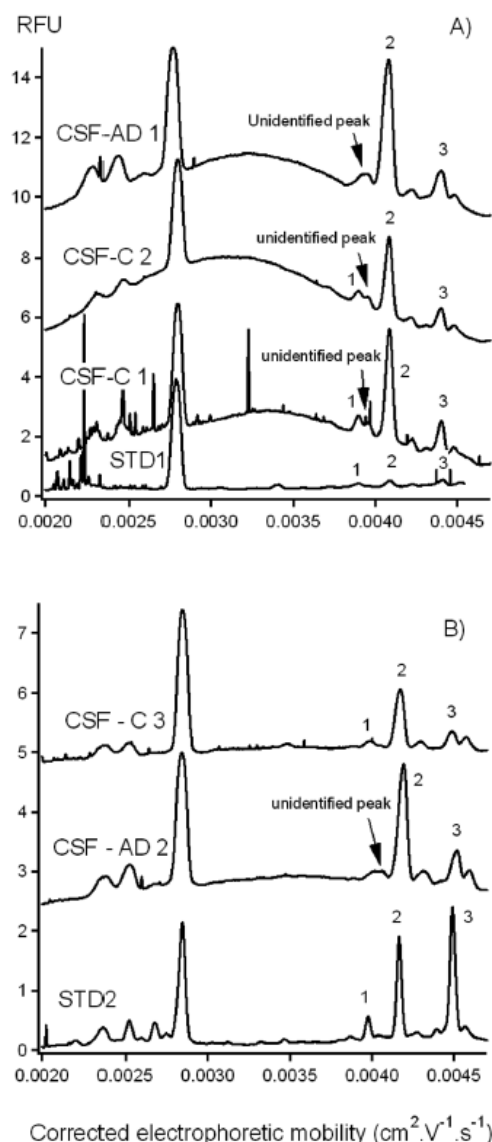 RFU
A)
14
12
10
8
6
4
2
0
2
Unidentified peak
CSF-AD 1
3
2
unidentified peak
CSF-C 2
1
3
CSF-C 1
unidentified peak
1
2
3
STD1
1
2
3
0.0020 0.0025 0.0030 0.0035 0.0040 0.0045
B)
7
6
5
4
3
2
1
0
CSF - C 3
2
1
3
unidentified peak
2
CSF - AD 2
3
2
3
STD2
1
0.0020 0.0025 0.0030 0.0035 0.0040 0.0045
Corrected electrophoretic mobility (cm².V⁻¹.s⁻¹)